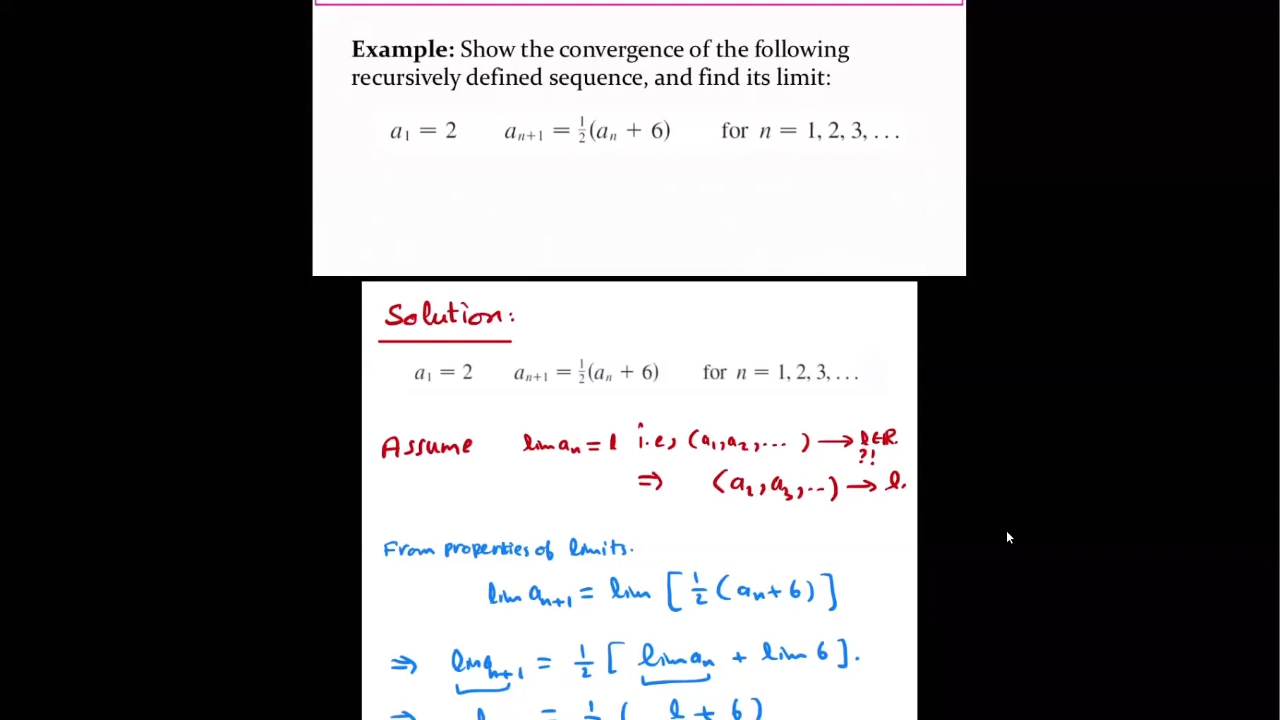 Example: Show the convergence of the following
recursively defined sequence, and find its limit:
a₁ = 2 aₙ₊₁ = ½(aₙ + 6) for n = 1, 2, 3, . . .
Solution:
a₁ = 2 aₙ₊₁ = ½(aₙ + 6) for n = 1, 2, 3, . . .
Assume lim aₙ = l i.e., (a₁, a₂, ...) → l ∈ ℝ.
?!
⇒ (a₂, a₃, ...) → l.
From properties of limits.
lim aₙ₊₁ = lim [ ½ (aₙ + 6) ]
⇒ lim aₙ₊₁ = ½ [ lim aₙ + lim 6 ].
⇒ l = ½ ( l + 6 )